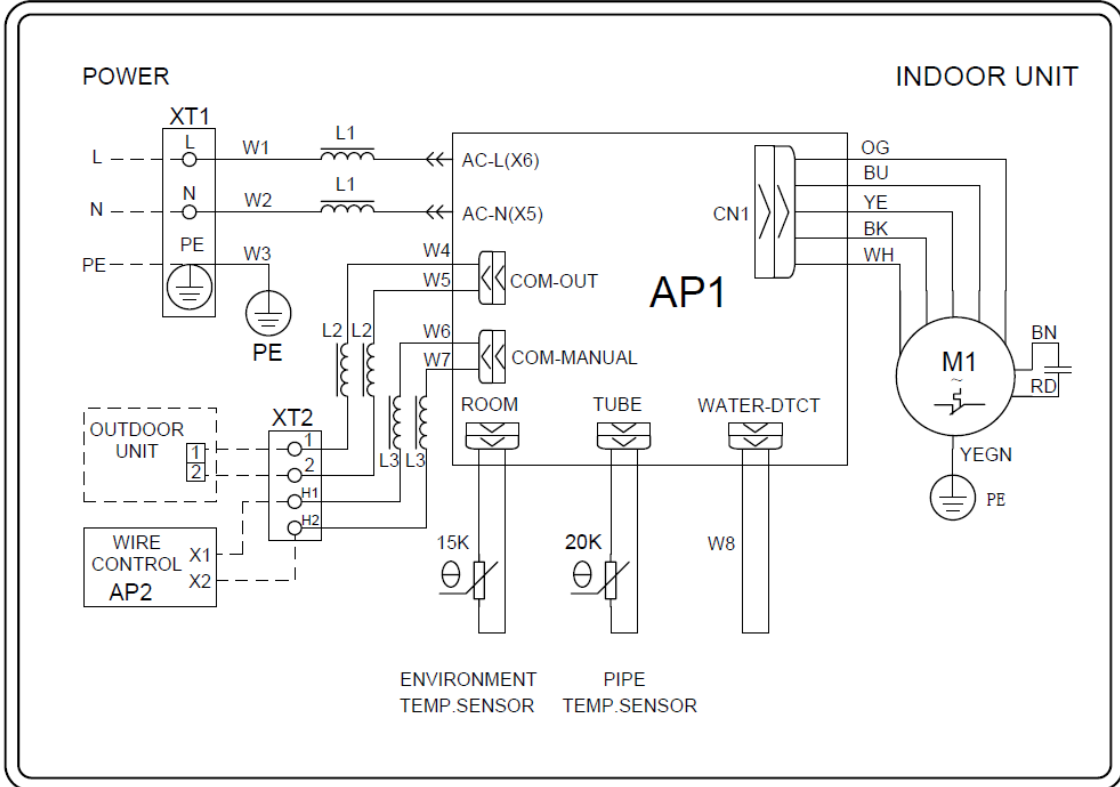 POWER
INDOOR UNIT
XT1
L
L
W1
L1
AC-L(X6)
N
N
W2
L1
AC-N(X5)
PE
PE
W3
PE
W4
W5
COM-OUT
W6
W7
COM-MANUAL
L2
L2
L3
L3
AP1
CN1
OG
BU
YE
BK
WH
M1
~
BN
RD
YEGN
PE
ROOM
TUBE
WATER-DTCT
OUTDOOR
UNIT
1
2
XT2
1
2
H1
H2
WIRE
CONTROL
AP2
X1
X2
15K
θ
20K
θ
W8
ENVIRONMENT
TEMP.SENSOR
PIPE
TEMP.SENSOR